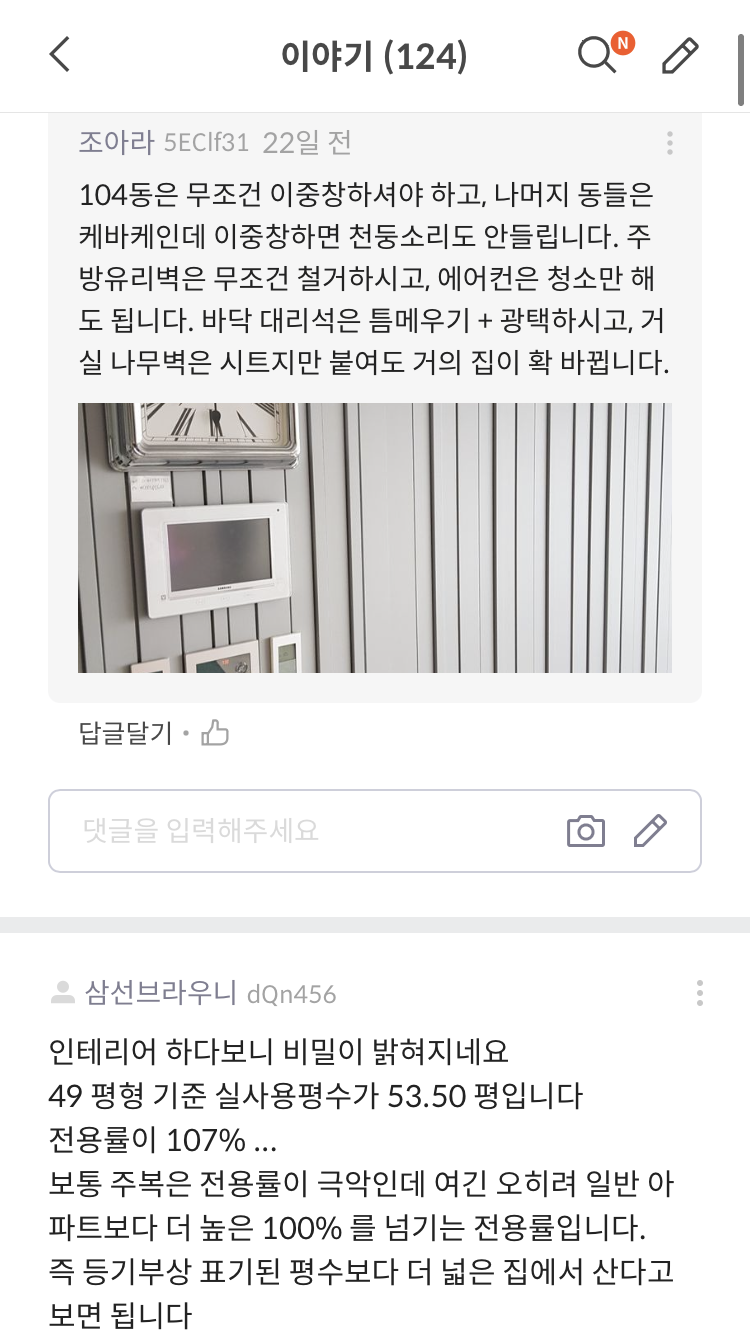 이야기 (124)
N
조아라 5EClf31 22일 전
104동은 무조건 이중창하셔야 하고, 나머지 동들은
케바케인데 이중창하면 천둥소리도 안들립니다. 주
방유리벽은 무조건 철거하시고, 에어컨은 청소만 해
도 됩니다. 바닥 대리석은 틈메우기 + 광택하시고, 거
실 나무벽은 시트지만 붙여도 거의 집이 확 바뀝니다.
답글달기
댓글을 입력해주세요
삼선브라우니 dQn456
인테리어 하다보니 비밀이 밝혀지네요
49 평형 기준 실사용평수가 53.50 평입니다
전용률이 107% ...
보통 주복은 전용률이 극악인데 여긴 오히려 일반 아
파트보다 더 높은 100% 를 넘기는 전용률입니다.
즉 등기부상 표기된 평수보다 더 넓은 집에서 산다고
보면 됩니다